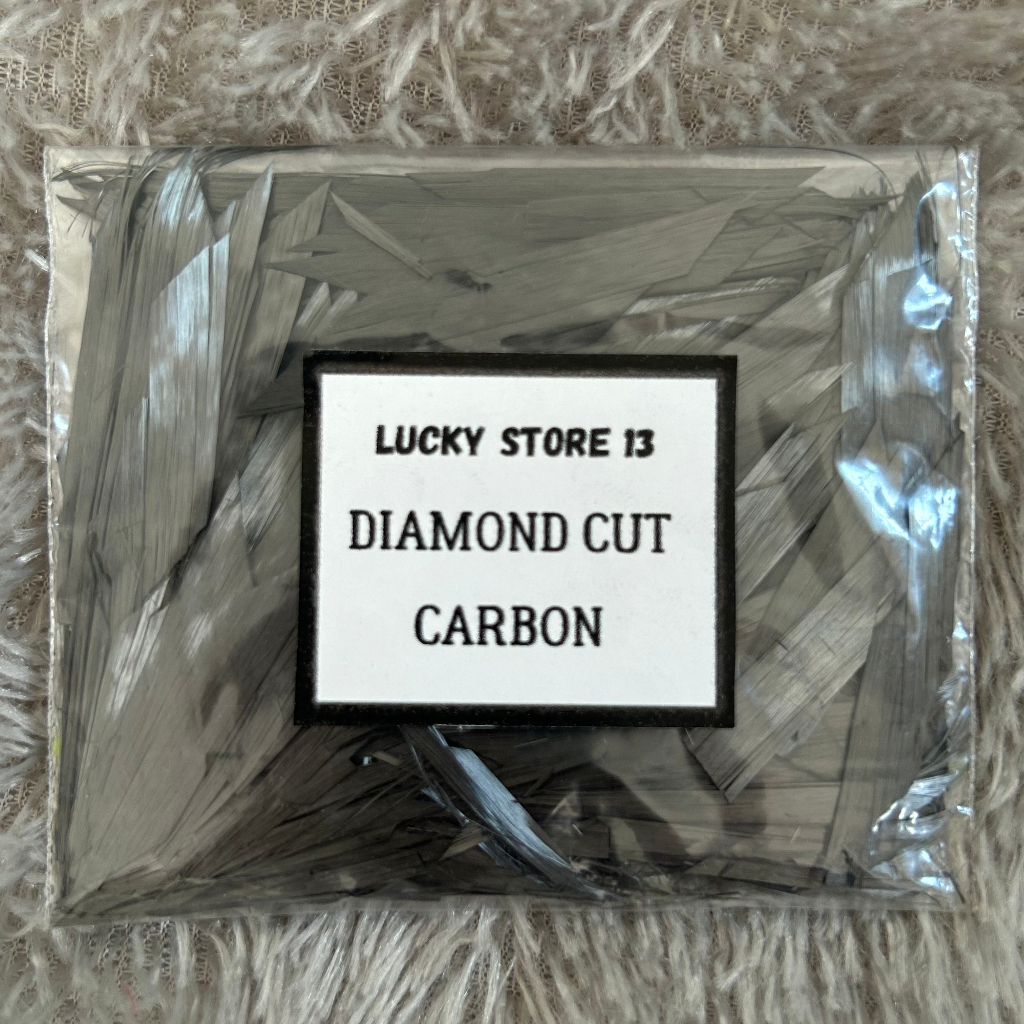 LUCKY STORE 13
DIAMOND CUT
CARBON